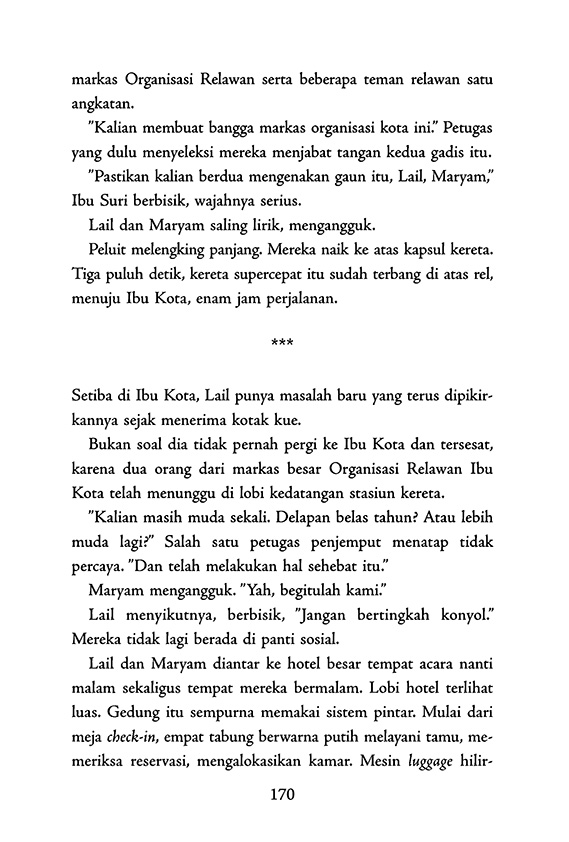 markas Organisasi Relawan serta beberapa teman relawan satu
angkatan.
”Kalian membuat bangga markas organisasi kota ini.” Petugas
yang dulu menyeleksi mereka menjabat tangan kedua gadis itu.
”Pastikan kalian berdua mengenakan gaun itu, Lail, Maryam,”
Ibu Suri berbisik, wajahnya serius.
Lail dan Maryam saling lirik, mengangguk.
Peluit melengking panjang. Mereka naik ke atas kapsul kereta.
Tiga puluh detik, kereta supercepat itu sudah terbang di atas rel,
menuju Ibu Kota, enam jam perjalanan.
***
Setiba di Ibu Kota, Lail punya masalah baru yang terus dipikir-
kannya sejak menerima kotak kue.
Bukan soal dia tidak pernah pergi ke Ibu Kota dan tersesat,
karena dua orang dari markas besar Organisasi Relawan Ibu
Kota telah menunggu di lobi kedatangan stasiun kereta.
”Kalian masih muda sekali. Delapan belas tahun? Atau lebih
muda lagi?” Salah satu petugas penjemput menatap tidak
percaya. ”Dan telah melakukan hal sehebat itu.”
Maryam mengangguk. ”Yah, begitulah kami.”
Lail menyikutnya, berbisik, ”Jangan bertingkah konyol.”
Mereka tidak lagi berada di panti sosial.
Lail dan Maryam diantar ke hotel besar tempat acara nanti
malam sekaligus tempat mereka bermalam. Lobi hotel terlihat
luas. Gedung itu sempurna memakai sistem pintar. Mulai dari
meja check-in, empat tabung berwarna putih melayani tamu, me-
meriksa reservasi, mengalokasikan kamar. Mesin luggage hilir-
170